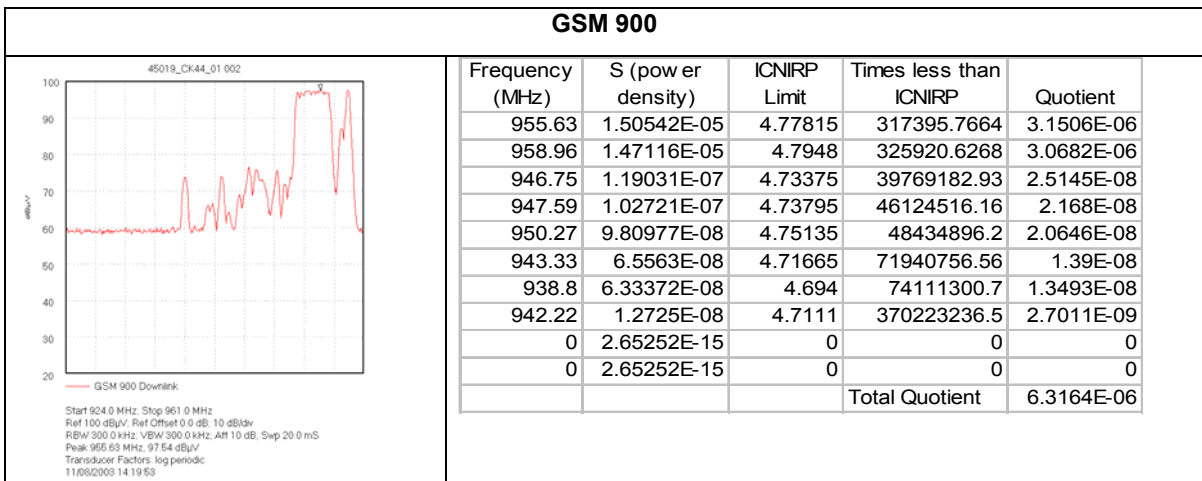 GSM 900
45019_CK44_01 002
100
90
80
70
60
50
40
30
20
dBµV
GSM 900 Downlink
Start 924.0 MHz; Stop 961.0 MHz
Ref 100 dBµV; Ref Offset 0.0 dB; 10 dB/div
RBW 300.0 kHz; VBW 300.0 kHz; Att 10 dB; Swp 20.0 mS
Peak 955.63 MHz, 97.54 dBµV
Transducer Factors: log periodic
11/08/2003 14:19:53
Frequency (MHz) S (pow er density) ICNIRP Limit Times less than ICNIRP Quotient
955.63 1.50542E-05 4.77815 317395.7664 3.1506E-06
958.96 1.47116E-05 4.7948 325920.6268 3.0682E-06
946.75 1.19031E-07 4.73375 39769182.93 2.5145E-08
947.59 1.02721E-07 4.73795 46124516.16 2.168E-08
950.27 9.80977E-08 4.75135 48434896.2 2.0646E-08
943.33 6.5563E-08 4.71665 71940756.56 1.39E-08
938.8 6.33372E-08 4.694 74111300.7 1.3493E-08
942.22 1.2725E-08 4.7111 370223236.5 2.7011E-09
0 2.65252E-15 0 0 0
0 2.65252E-15 0 0 0
Total Quotient 6.3164E-06